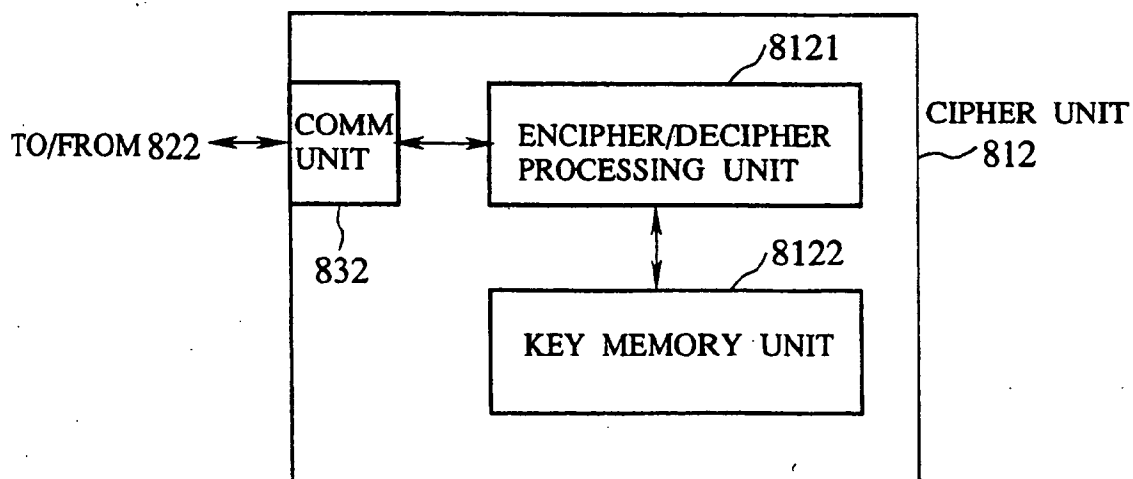 8121
CIPHER UNIT
812
TO/FROM 822
COMM
UNIT
832
ENCIPHER/DECIPHER
PROCESSING UNIT
8122
KEY MEMORY UNIT